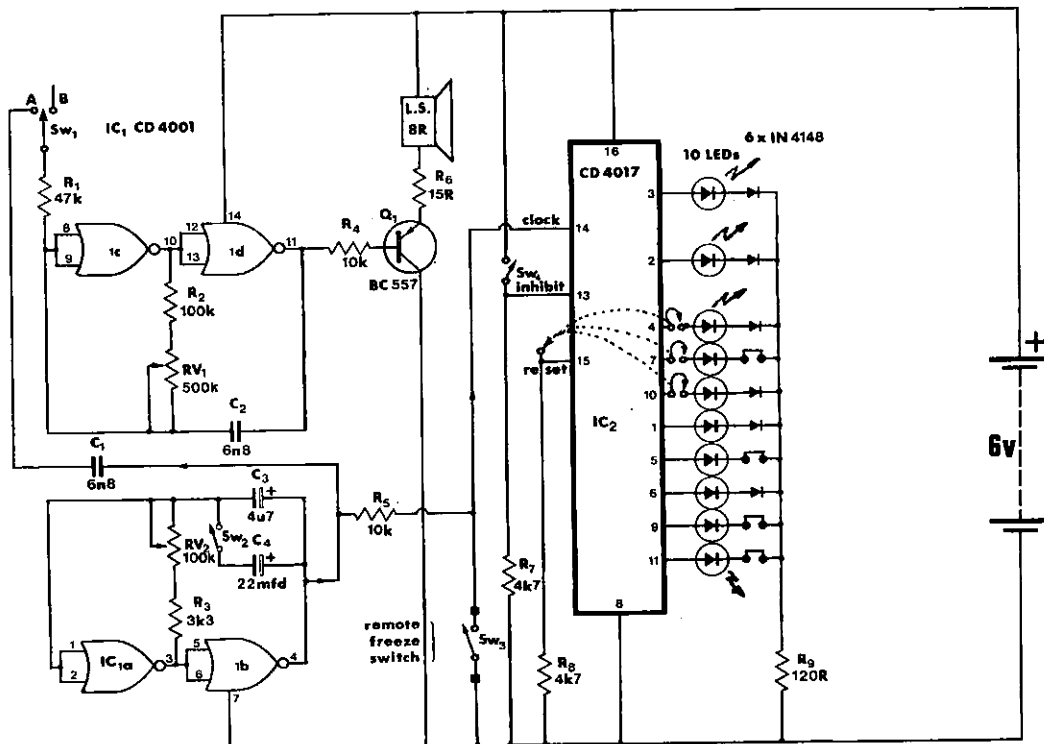 A
B
Sw1
IC1 CD 4001
R1
47k
8
9
1c
10
12
13
14
1d
11
R2
100k
RV1
500k
C2
6n8
C1
6n8
L.S.
8R
R6
15R
Q1
R4
10k
BC 557
C3
+
4u7
Sw2
C4
+
22mfd
RV2
100k
R3
3k3
R5
10k
1
2
IC1a
3
5
6
1b
4
7
remote
freeze
switch
Sw3
Sw4
inhibit
clock
reset
R7
4k7
R8
4k7
16
CD 4017
14
13
15
IC2
8
3
2
4
7
10
1
5
6
9
11
10 LEDs
6 x IN 4148
R9
120R
+
6v